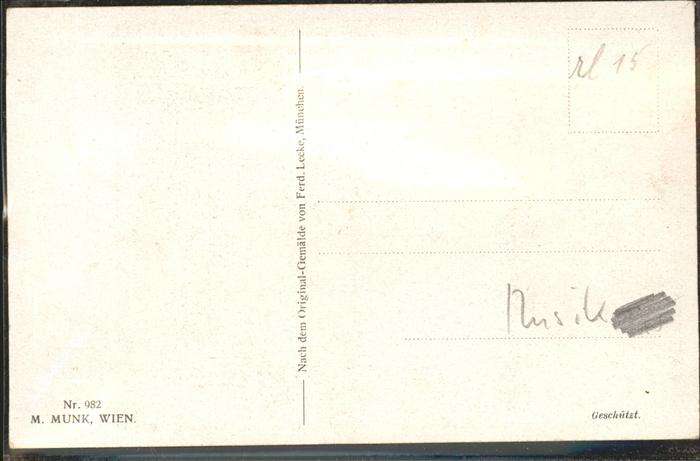 rl 15
Nach dem Original-Gemälde von Ferd. Leeke, München.
Musik
Nr. 982
M. MUNK, WIEN.
Geschützt.